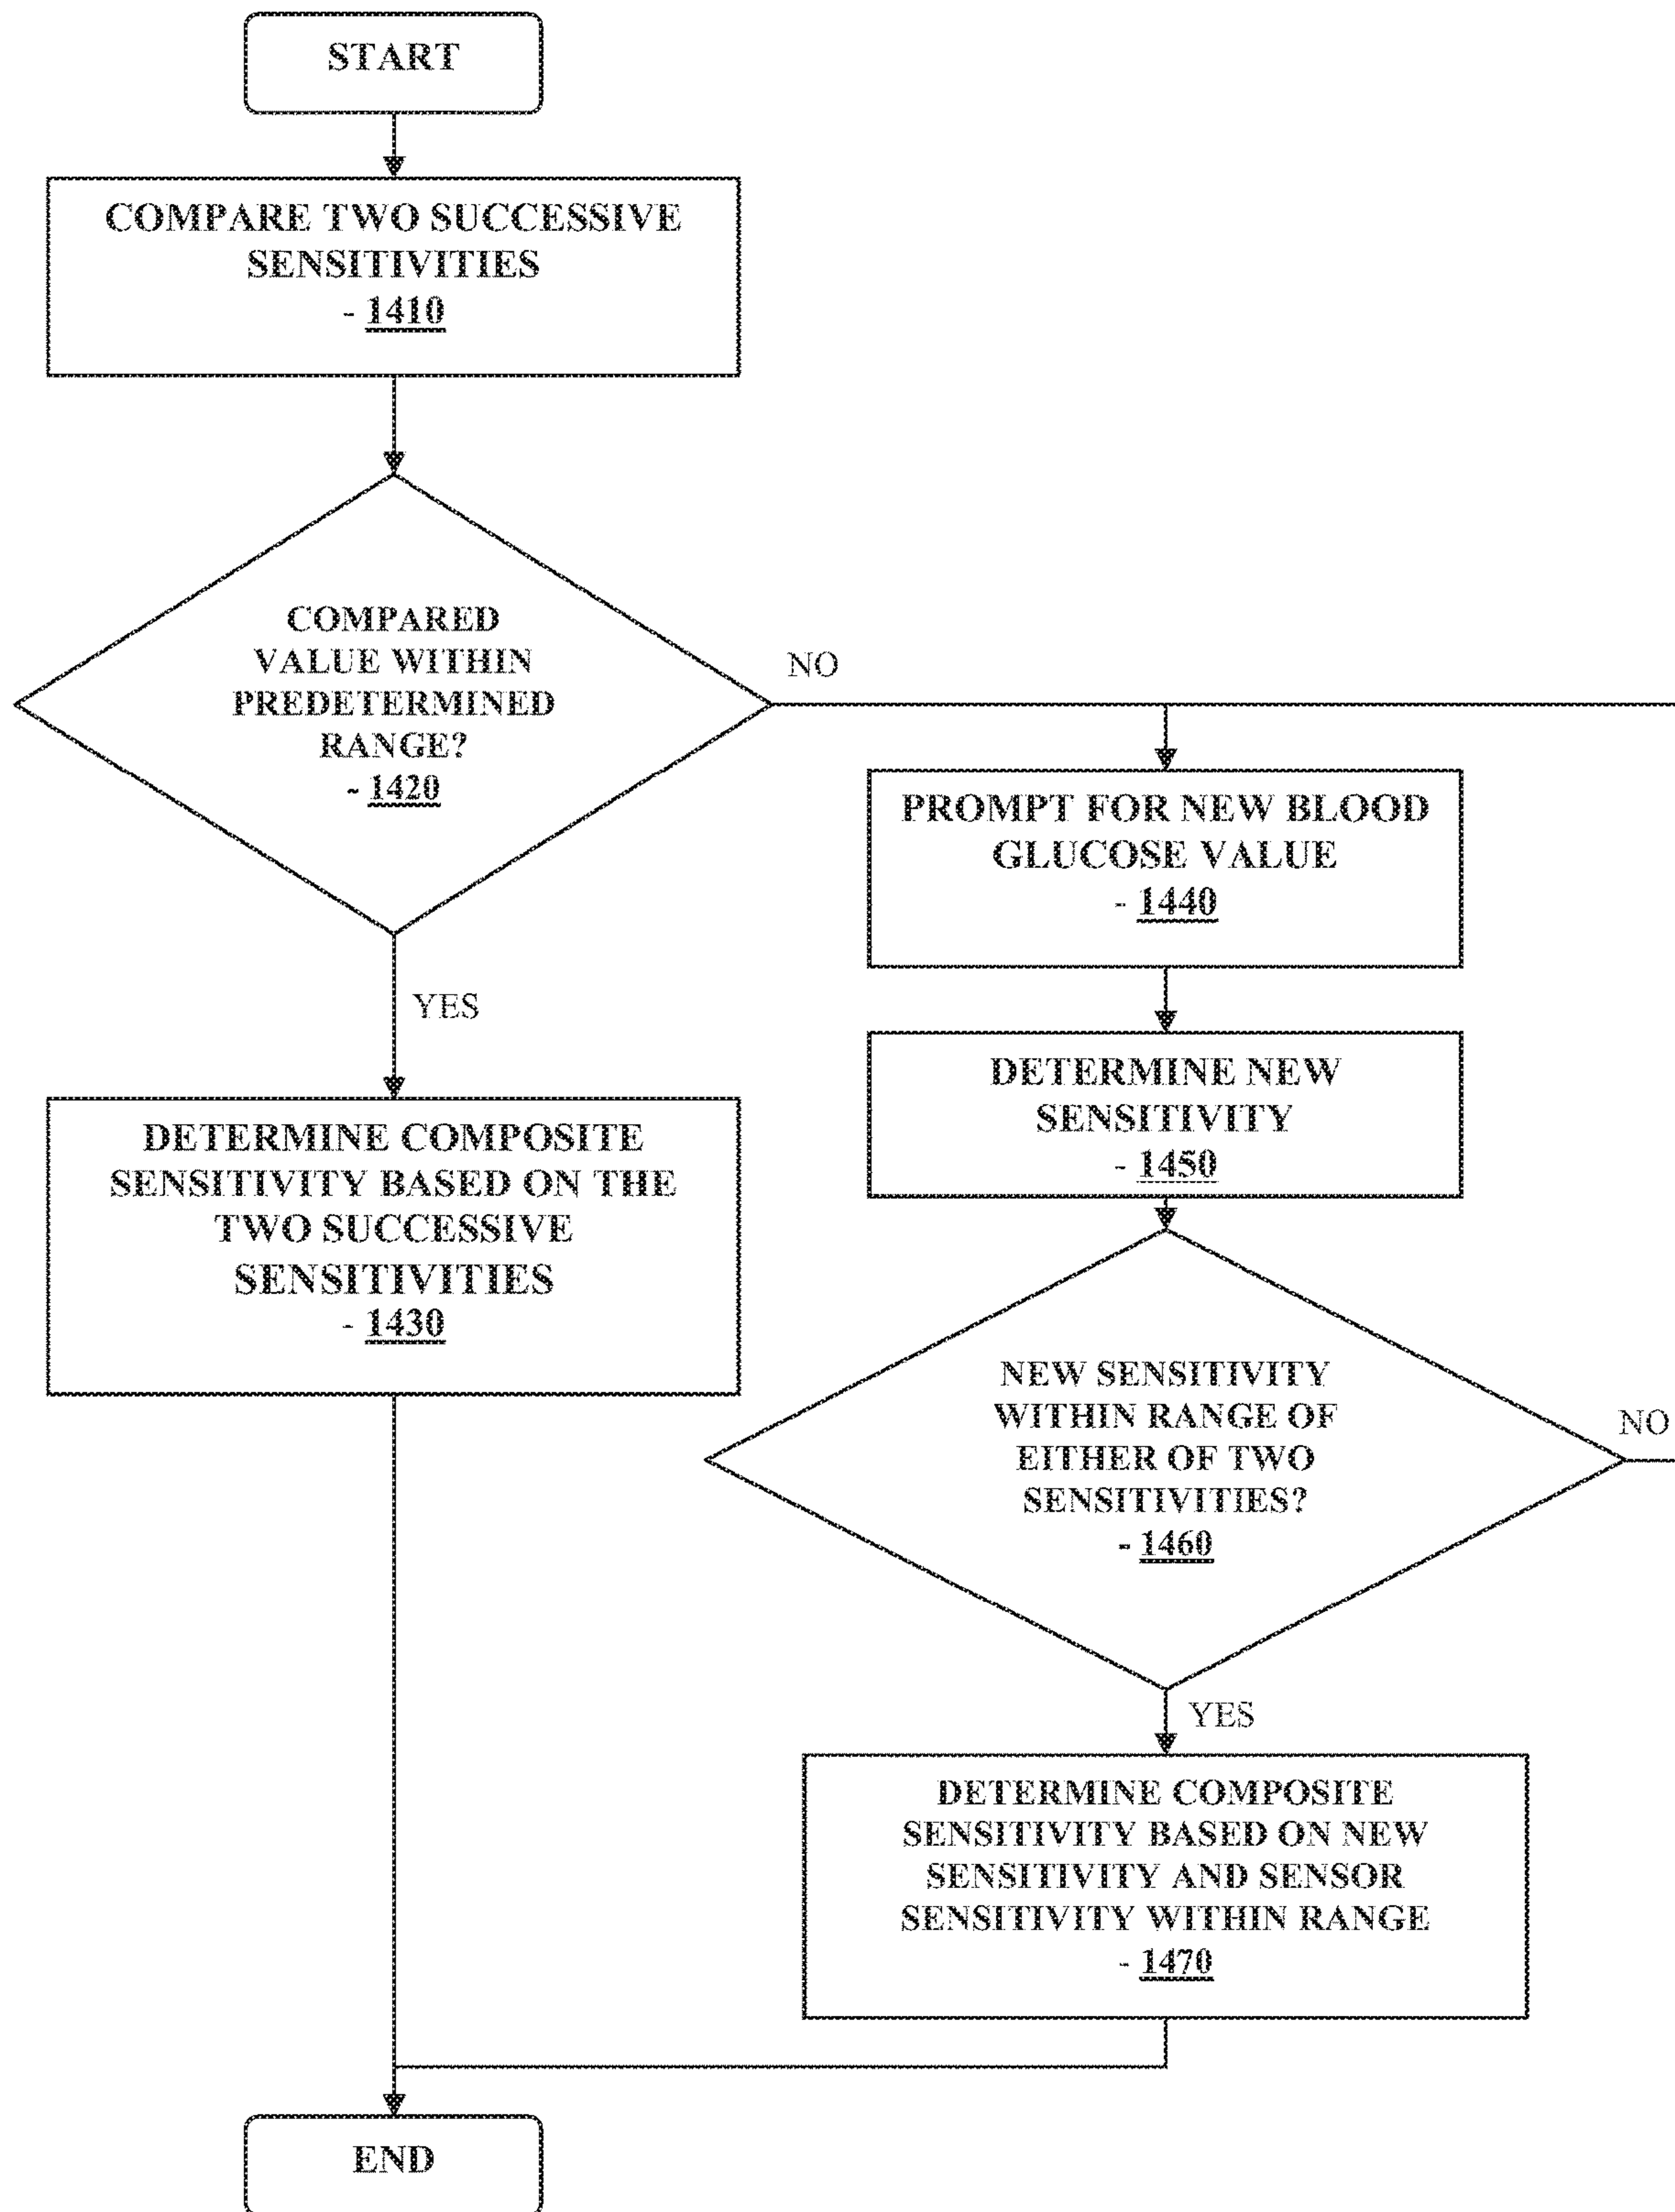 START
COMPARE TWO SUCCESSIVE
SENSITIVITIES
- 1410
COMPARED
VALUE WITHIN
PREDETERMINED
RANGE?
- 1420
NO
YES
DETERMINE COMPOSITE
SENSITIVITY BASED ON THE
TWO SUCCESSIVE
SENSITIVITIES
- 1430
PROMPT FOR NEW BLOOD
GLUCOSE VALUE
- 1440
DETERMINE NEW
SENSITIVITY
- 1450
NEW SENSITIVITY
WITHIN RANGE OF
EITHER OF TWO
SENSITIVITIES?
- 1460
NO
YES
DETERMINE COMPOSITE
SENSITIVITY BASED ON NEW
SENSITIVITY AND SENSOR
SENSITIVITY WITHIN RANGE
- 1470
END